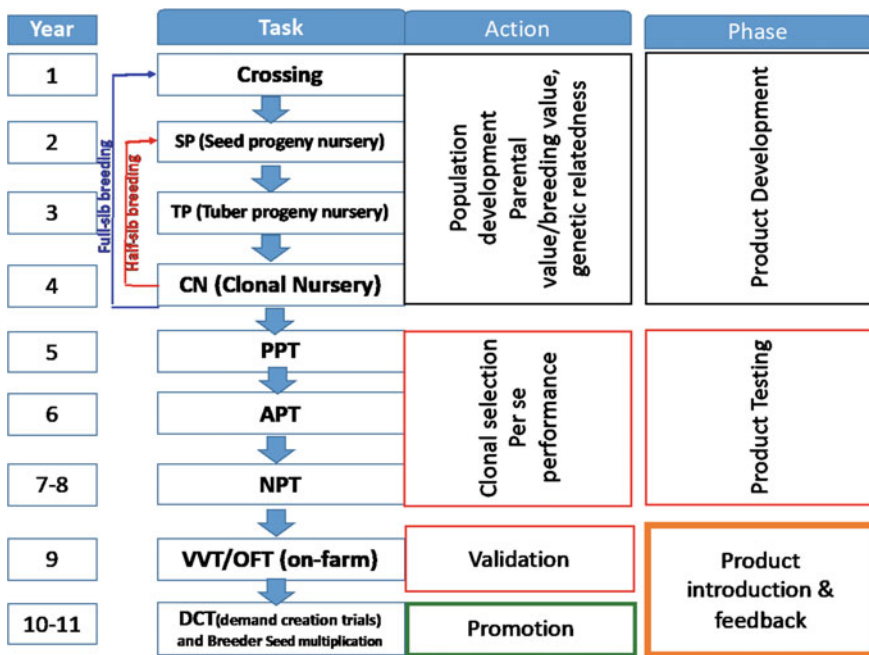 Year
Task
Action
Phase
1
Crossing
2
SP (Seed progeny nursery)
3
TP (Tuber progeny nursery)
4
CN (Clonal Nursery)
Full-sib breeding
Half-sib breeding
Population
development
Parental
value/breeding value,
genetic relatedness
Product Development
5
PPT
6
APT
7-8
NPT
Clonal selection
Per se
performance
Product Testing
9
VVT/OFT (on-farm)
Validation
Product
introduction &
feedback
10-11
DCT(demand creation trials)
and Breeder Seed multiplication
Promotion